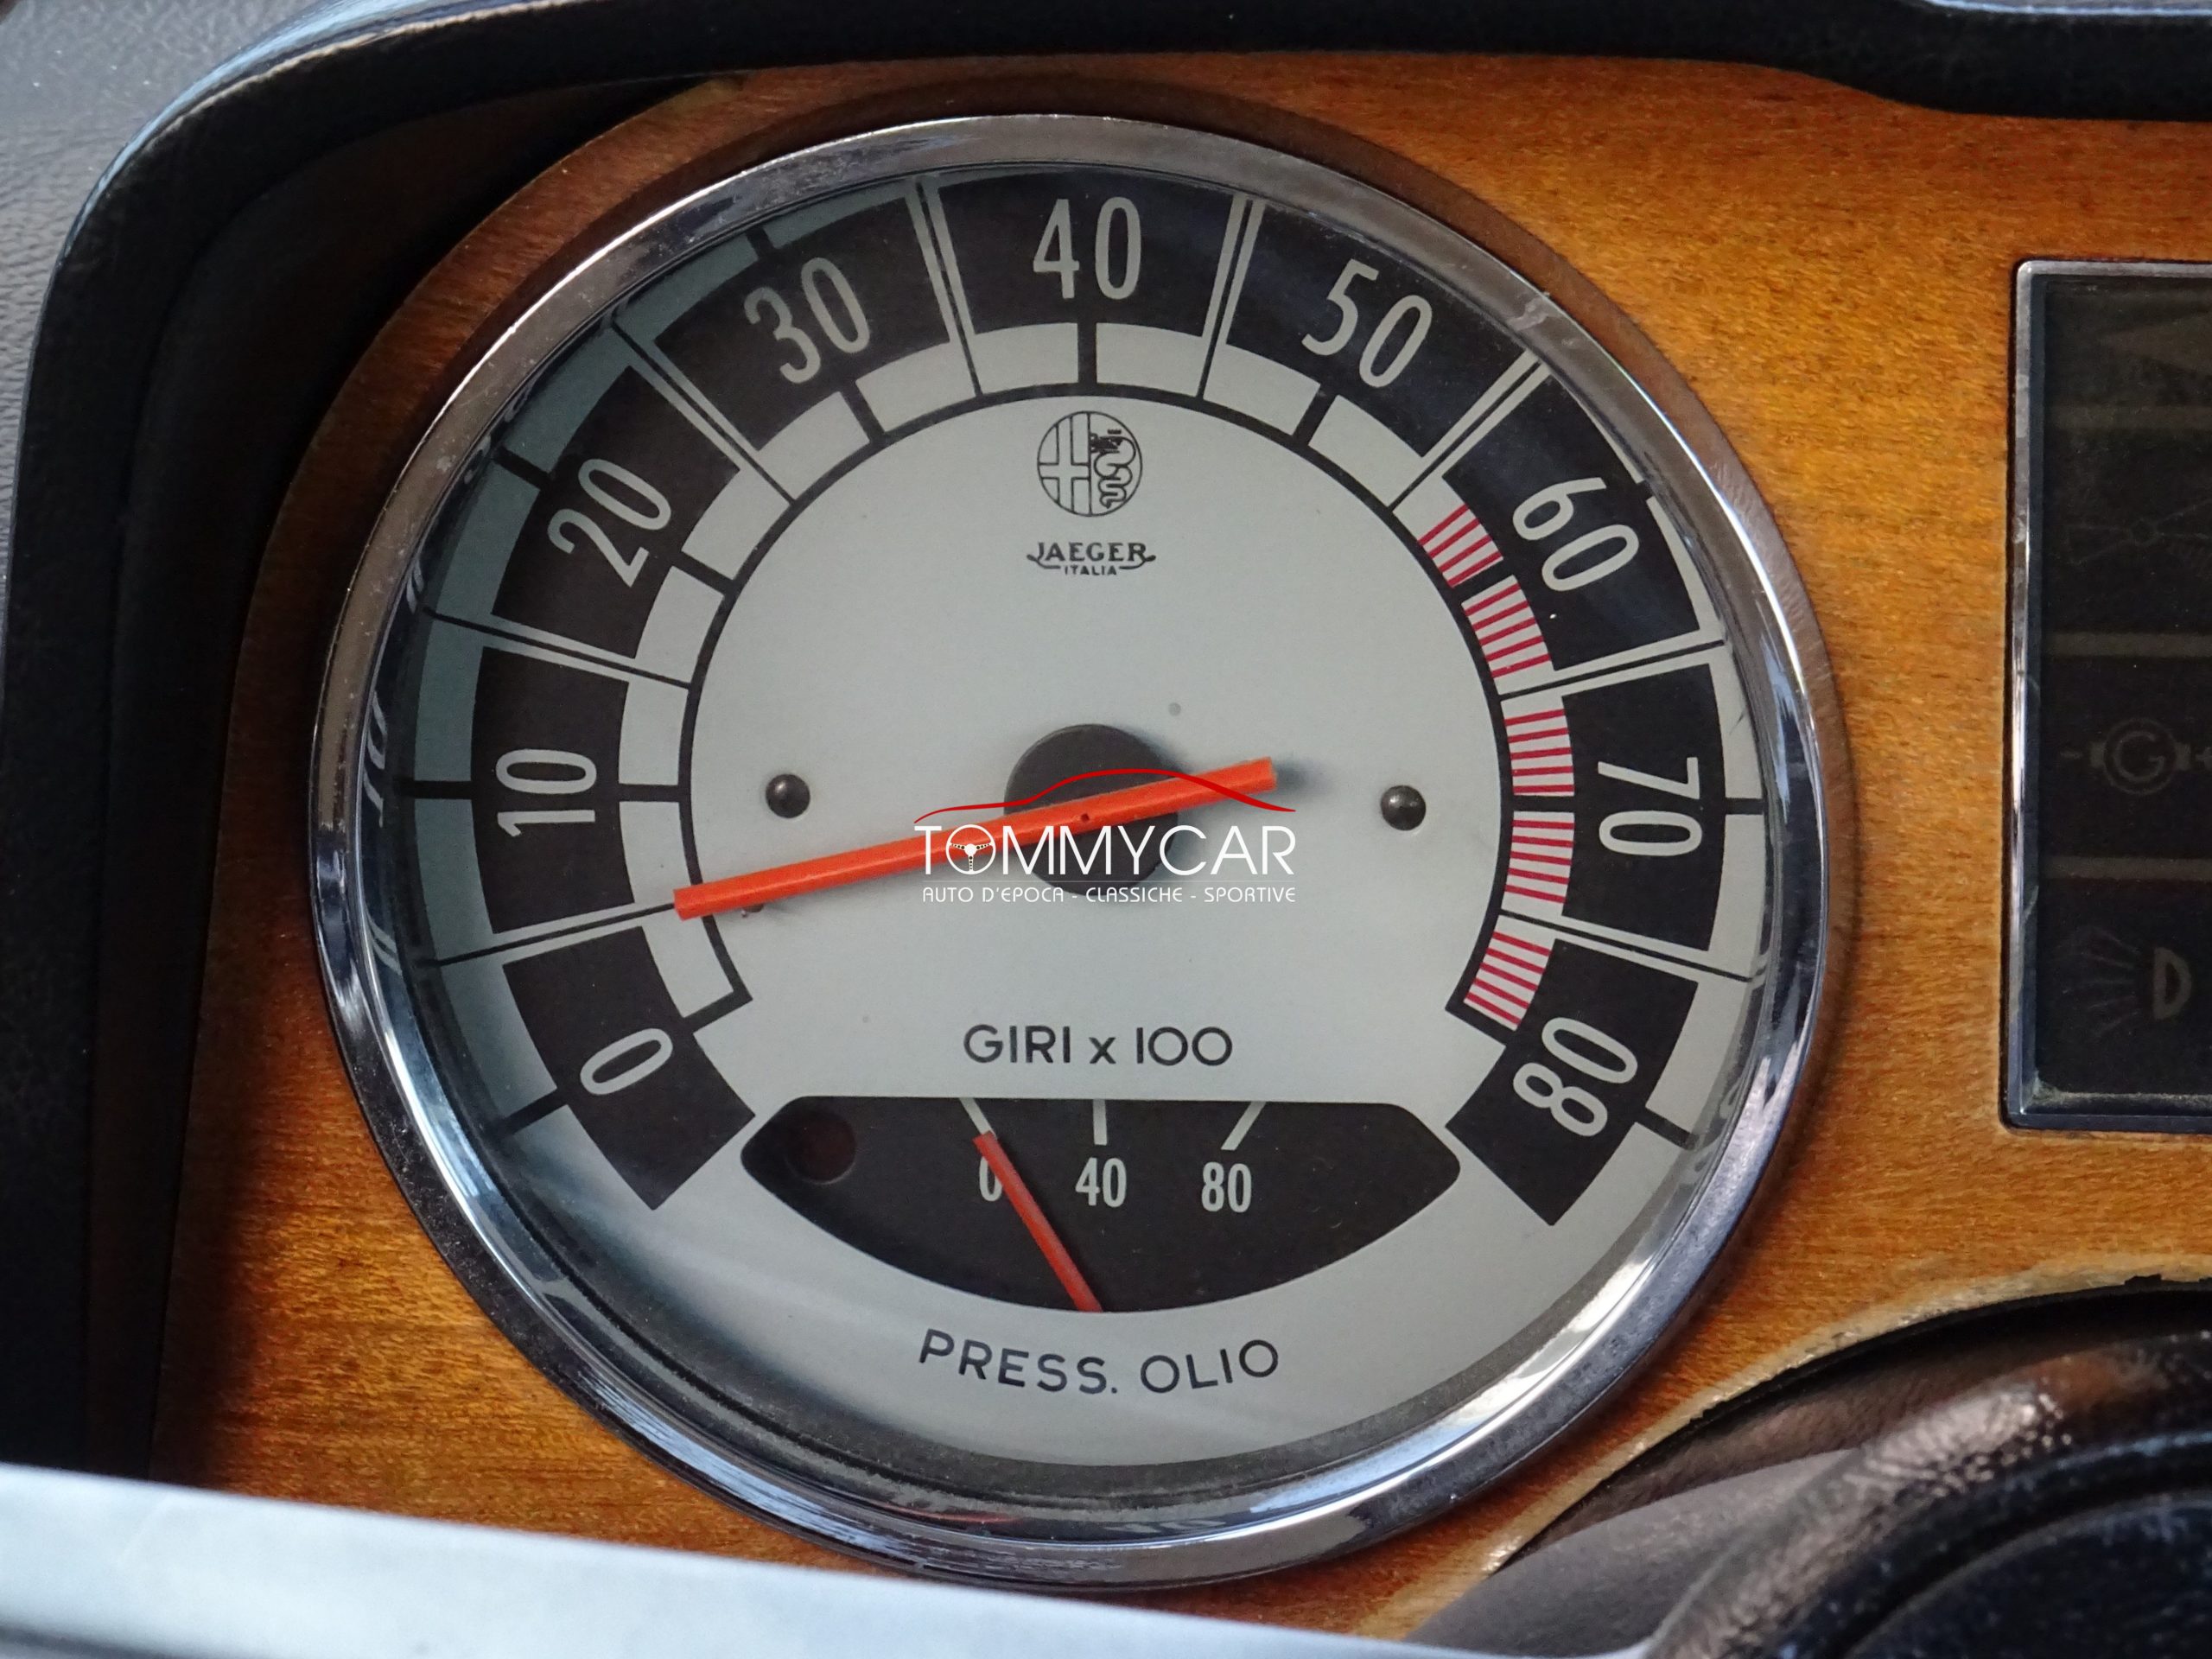 0
10
20
30
40
50
60
70
80
JAEGER
ITALIA
TOMMYCAR
AUTO D'EPOCA - CLASSICHE - SPORTIVE
GIRI x 100
0 40 80
PRESS. OLIO
G
D